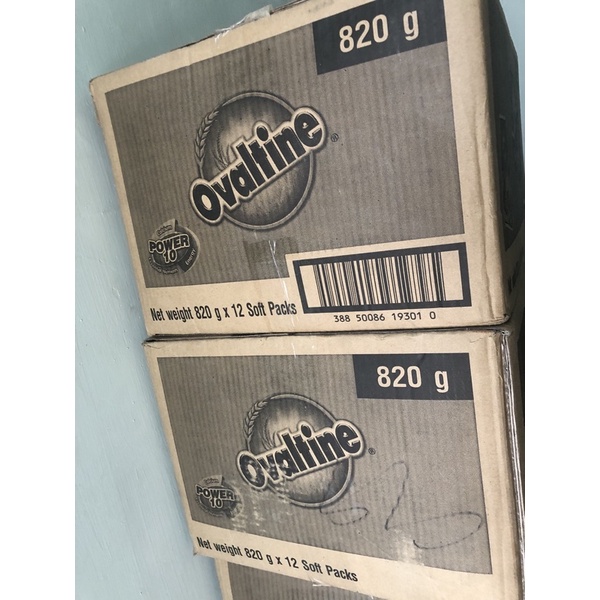 820 g
Ovaltine®
POWER
10
ENERGY
Net weight 820 g x 12 Soft Packs
388 50086 19301 0
820 g
Ovaltine®
POWER
10
Net weight 820 g x 12 Soft Packs